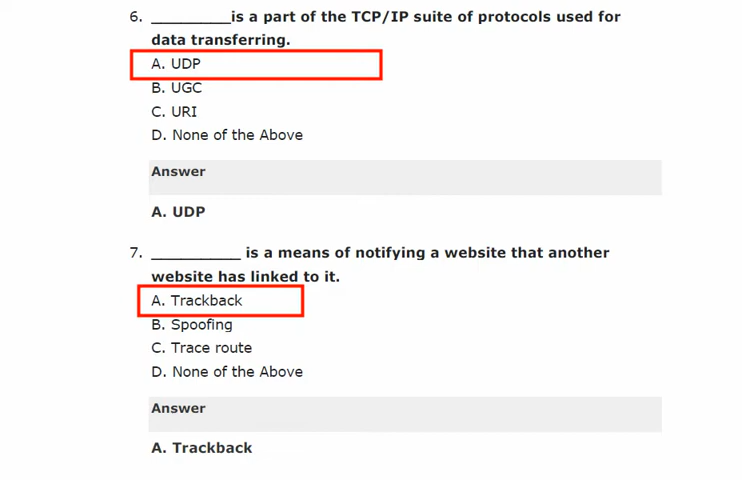 6. _________is a part of the TCP/IP suite of protocols used for
data transferring.
A. UDP
B. UGC
C. URI
D. None of the Above
Answer
A. UDP
7. __________ is a means of notifying a website that another
website has linked to it.
A. Trackback
B. Spoofing
C. Trace route
D. None of the Above
Answer
A. Trackback